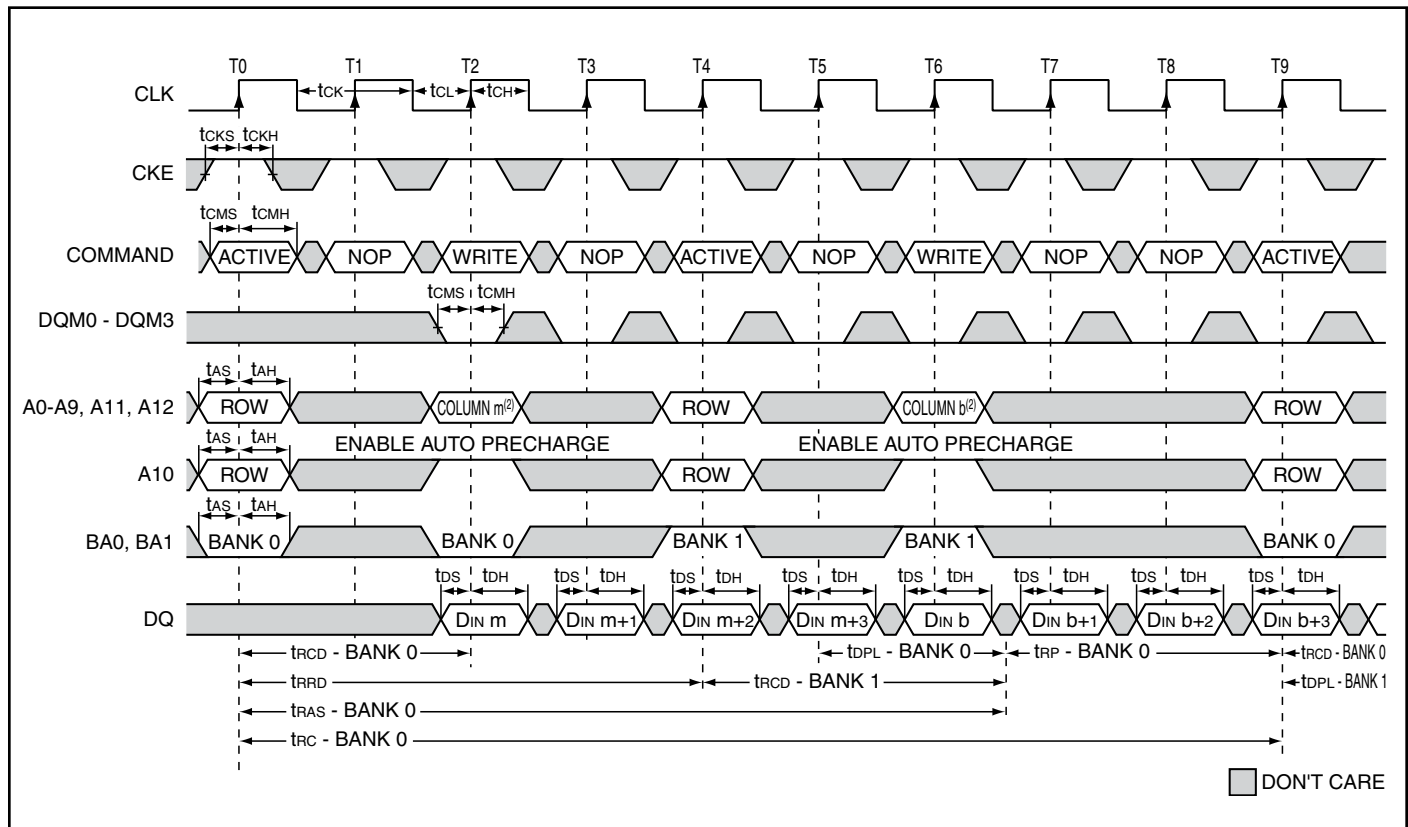 T0 T1 T2 T3 T4 T5 T6 T7 T8 T9
CLK tCK tCL tCH
tCKS tCKH
CKE
tCMS tCMH
COMMAND ACTIVE NOP WRITE NOP ACTIVE NOP WRITE NOP NOP ACTIVE
tCMS tCMH
DQM0 - DQM3
tAS tAH
A0-A9, A11, A12 ROW COLUMN m(2) ROW COLUMN b(2) ROW
tAS tAH ENABLE AUTO PRECHARGE ENABLE AUTO PRECHARGE
A10 ROW ROW ROW
tAS tAH
BA0, BA1 BANK 0 BANK 0 BANK 1 BANK 1 BANK 0
tDS tDH tDS tDH tDS tDH tDS tDH tDS tDH tDS tDH tDS tDH tDS tDH
DQ DIN m DIN m+1 DIN m+2 DIN m+3 DIN b DIN b+1 DIN b+2 DIN b+3
tRCD - BANK 0 tDPL - BANK 0 tRP - BANK 0 tRCD - BANK 0
tRRD tRCD - BANK 1 tDPL - BANK 1
tRAS - BANK 0
tRC - BANK 0
DON'T CARE